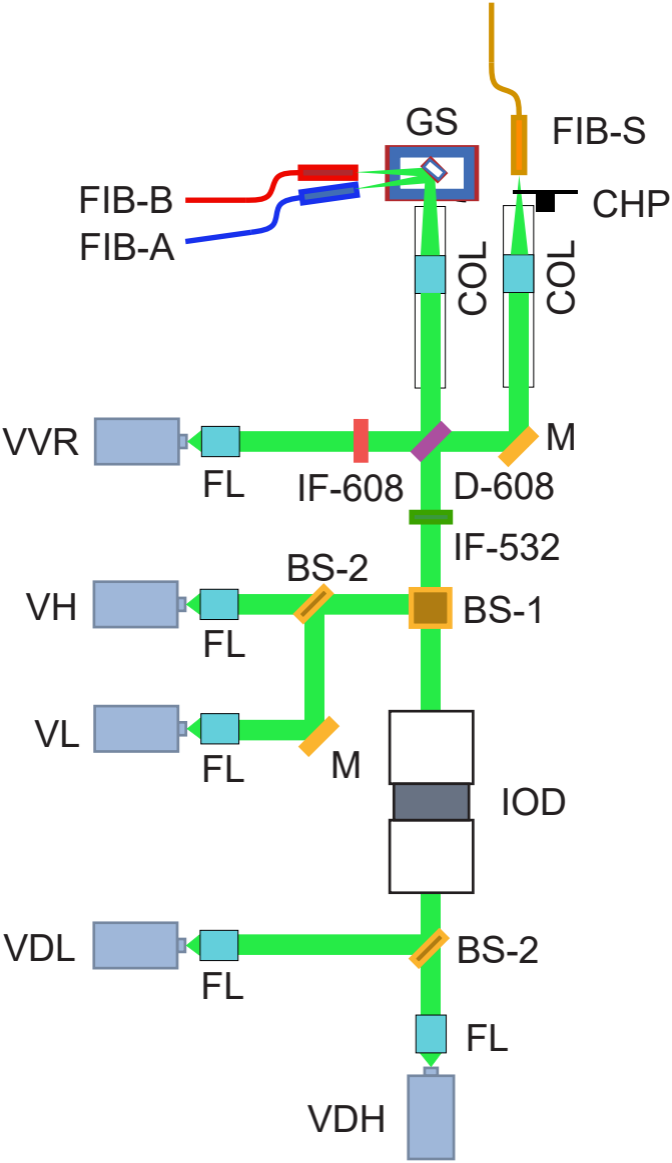 GS
FIB-S
FIB-B
CHP
FIB-A
COL
COL
VVR
M
FL
IF-608
D-608
IF-532
BS-2
VH
BS-1
FL
VL
M
FL
IOD
VDL
BS-2
FL
FL
VDH